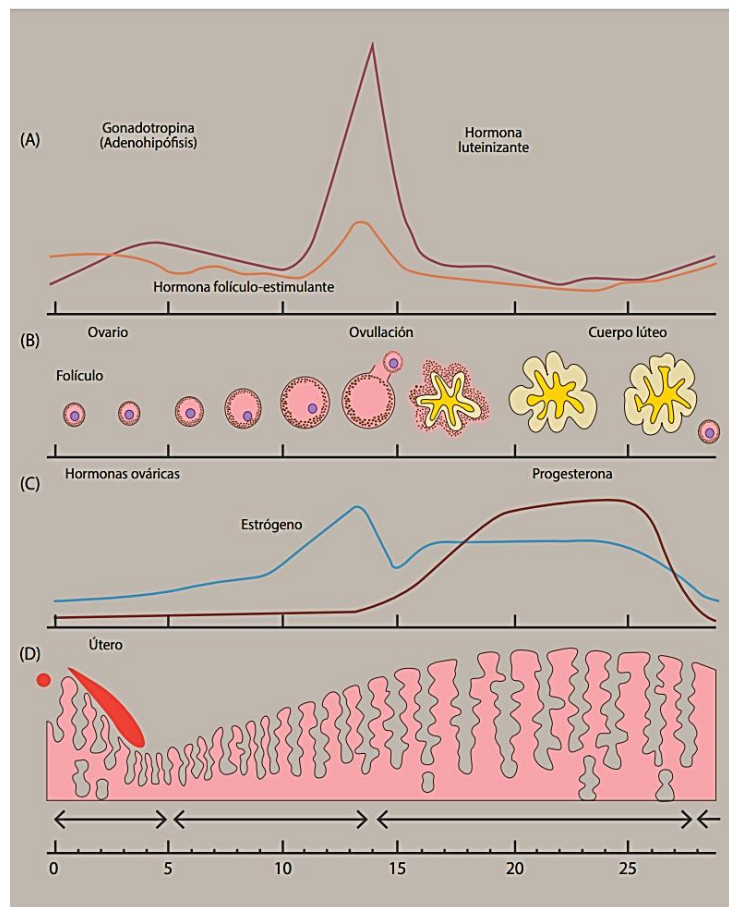 (A)
Gonadotropina
(Adenohipófisis)
Hormona
luteinizante
Hormona folículo-estimulante
(B)
Ovario
Ovullación
Cuerpo lúteo
Folículo
(C)
Hormonas ováricas
Progesterona
Estrógeno
(D)
Útero
0 5 10 15 20 25